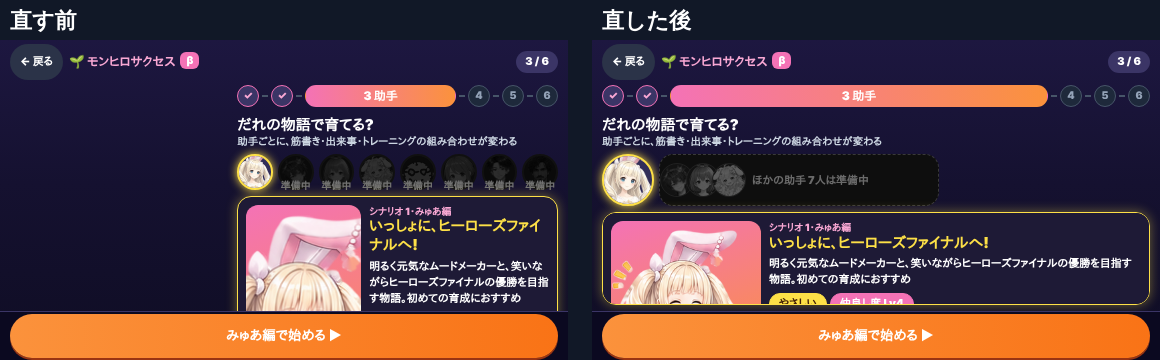 直す前
← 戻る
🌱 モンヒロサクセス β
3 / 6
✓ ✓ 3 助手 4 5 6
だれの物語で育てる?
助手ごとに、筋書き・出来事・トレーニングの組み合わせが変わる
準備中 準備中 準備中 準備中 準備中 準備中 準備中
シナリオ 1・みゅあ編
いっしょに、ヒーローズファイ
ナルへ!
明るく元気なムードメーカーと、笑いな
がらヒーローズファイナルの優勝を目指
す物語。初めての育成におすすめ
みゅあ編で始める ▶
直した後
← 戻る
🌱 モンヒロサクセス β
3 / 6
✓ ✓ 3 助手 4 5 6
だれの物語で育てる?
助手ごとに、筋書き・出来事・トレーニングの組み合わせが変わる
ほかの助手 7人は準備中
シナリオ 1・みゅあ編
いっしょに、ヒーローズファイナルへ!
明るく元気なムードメーカーと、笑いながらヒーローズファイナルの優勝を目指す
物語。初めての育成におすすめ
やさしい 仲良し度 Lv4
みゅあ編で始める ▶